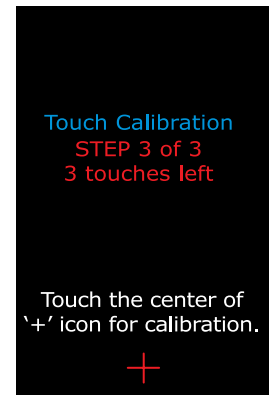 Touch Calibration
STEP 3 of 3
3 touches left
Touch the center of
‘+’ icon for calibration.